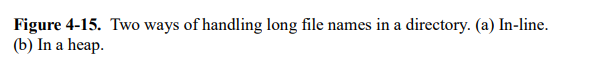 Figure 4-15. Two ways of handling long file names in a directory. (a) In-line.
(b) In a heap.